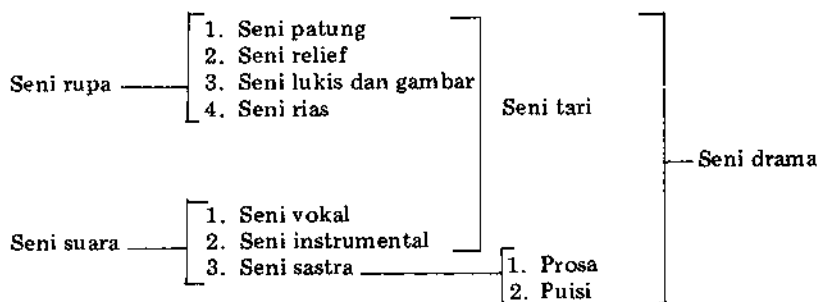 1. Seni patung
2. Seni relief
Seni rupa
3. Seni lukis dan gambar
4. Seni rias
Seni tari
Seni drama
1. Seni vokal
Seni suara
2. Seni instrumental
3. Seni sastra
1. Prosa
2. Puisi